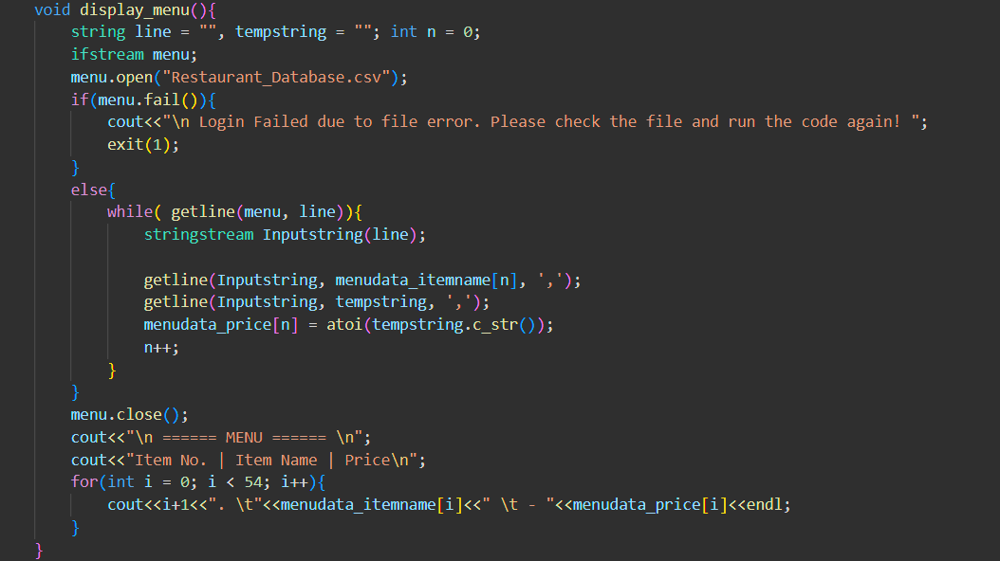 void display_menu(){
    string line = "", tempstring = ""; int n = 0;
    ifstream menu;
    menu.open("Restaurant_Database.csv");
    if(menu.fail()){
        cout<<"\n Login Failed due to file error. Please check the file and run the code again! ";
        exit(1);
    }
    else{
        while( getline(menu, line)){
            stringstream Inputstring(line);

            getline(Inputstring, menudata_itemname[n], ',');
            getline(Inputstring, tempstring, ',');
            menudata_price[n] = atoi(tempstring.c_str());
            n++;
        }
    }
    menu.close();
    cout<<"\n ====== MENU ====== \n";
    cout<<"Item No. | Item Name | Price\n";
    for(int i = 0; i < 54; i++){
        cout<<i+1<<". \t"<<menudata_itemname[i]<<" \t - "<<menudata_price[i]<<endl;
    }
}